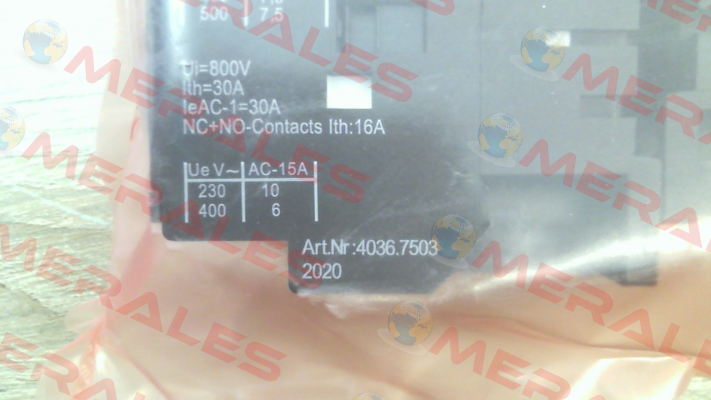 500 7,5
Ui=800V
Ith=30A
IeAC-1=30A
NC+NO-Contacts Ith:16A
Ue V~ AC-15A
230 10
400 6
Art.Nr:4036.7503
2020
MERALES
MERALES
MERALES
MERALES
MERALES
MERALES